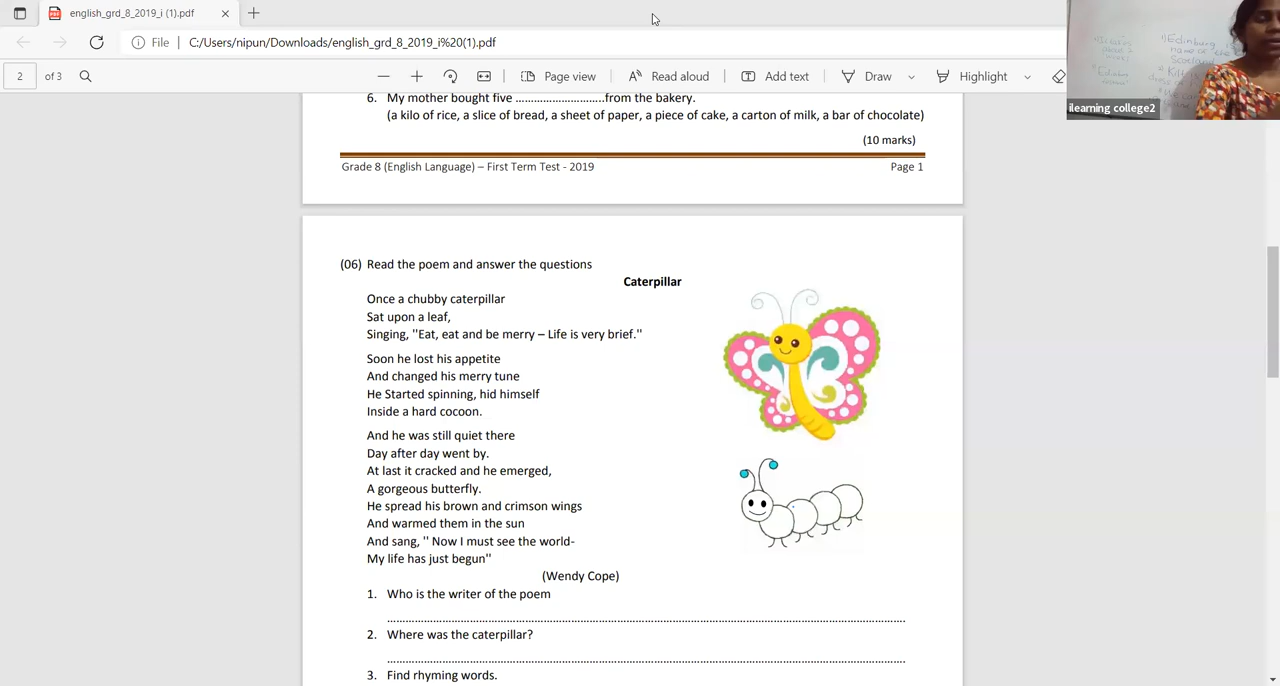 english_grd_8_2019_i (1).pdf
File
C:/Users/nipun/Downloads/english_grd_8_2019_i%20(1).pdf
2 of 3
Page view
Read aloud
Add text
Draw
Highlight
Edinburg
name of the
ilearning college2
6. My mother bought five ..............................from the bakery.
(a kilo of rice, a slice of bread, a sheet of paper, a piece of cake, a carton of milk, a bar of chocolate)
(10 marks)
Grade 8 (English Language) – First Term Test - 2019 Page 1
(06) Read the poem and answer the questions
Caterpillar
Once a chubby caterpillar
Sat upon a leaf,
Singing, "Eat, eat and be merry – Life is very brief."
Soon he lost his appetite
And changed his merry tune
He Started spinning, hid himself
Inside a hard cocoon.
And he was still quiet there
Day after day went by.
At last it cracked and he emerged,
A gorgeous butterfly.
He spread his brown and crimson wings
And warmed them in the sun
And sang, " Now I must see the world-
My life has just begun"
(Wendy Cope)
1. Who is the writer of the poem
2. Where was the caterpillar?
3. Find rhyming words.